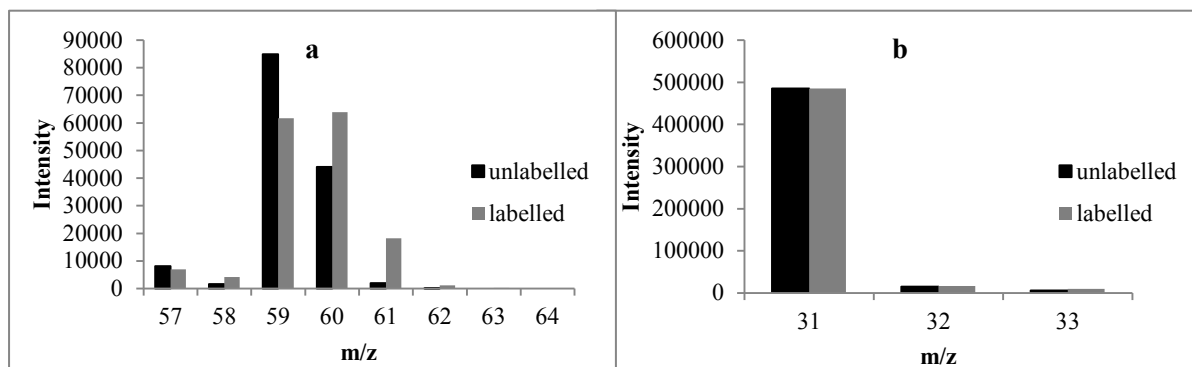 a
90000
80000
70000
60000
50000
40000
30000
20000
10000
0
Intensity
57 58 59 60 61 62 63 64
m/z
unlabelled
labelled
b
600000
500000
400000
300000
200000
100000
0
Intensity
31 32 33
m/z
unlabelled
labelled